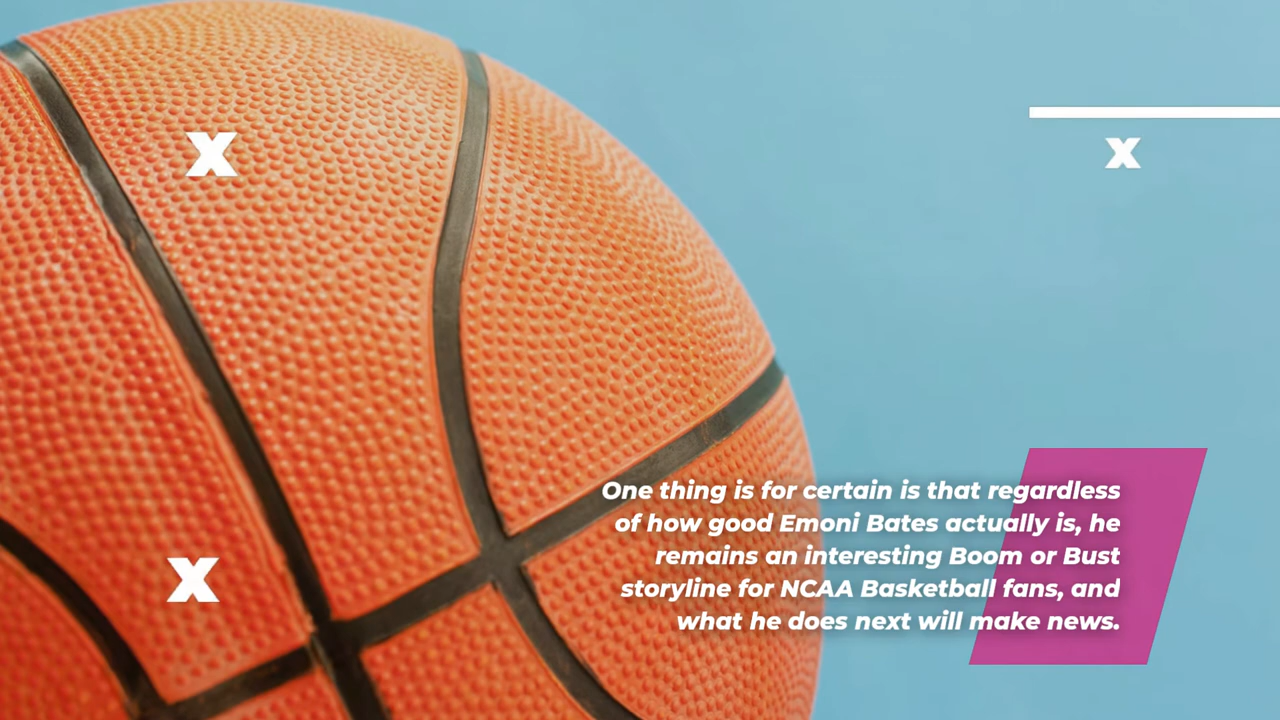 x
x
One thing is for certain is that regardless
of how good Emoni Bates actually is, he
remains an interesting Boom or Bust
storyline for NCAA Basketball fans, and
what he does next will make news.
x